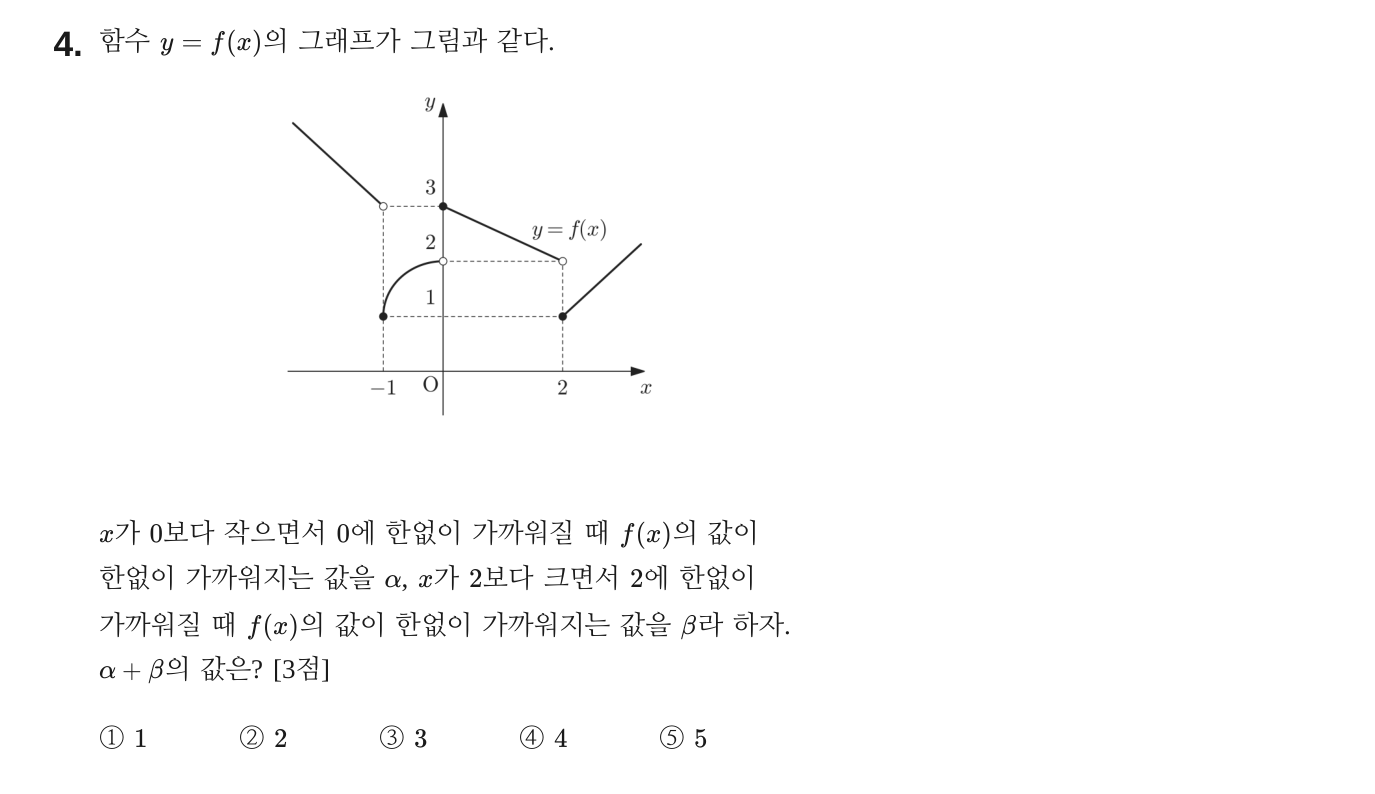 4. 함수 y = f(x)의 그래프가 그림과 같다.
y
3
y = f(x)
2
1
−1
O
2
x
x가 0보다 작으면서 0에 한없이 가까워질 때 f(x)의 값이
한없이 가까워지는 값을 α, x가 2보다 크면서 2에 한없이
가까워질 때 f(x)의 값이 한없이 가까워지는 값을 β라 하자.
α + β의 값은? [3점]
① 1 ② 2 ③ 3 ④ 4 ⑤ 5